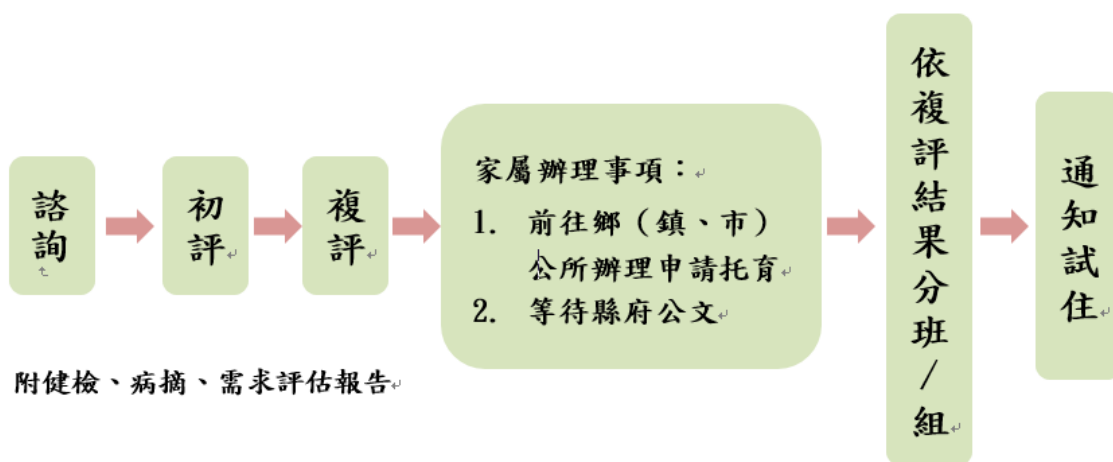 諮詢
初評
複評
家屬辦理事項：
1. 前往鄉（鎮、市）
公所辦理申請托育
2. 等待縣府公文
依複評結果分班/組
通知試住
附健檢、病摘、需求評估報告